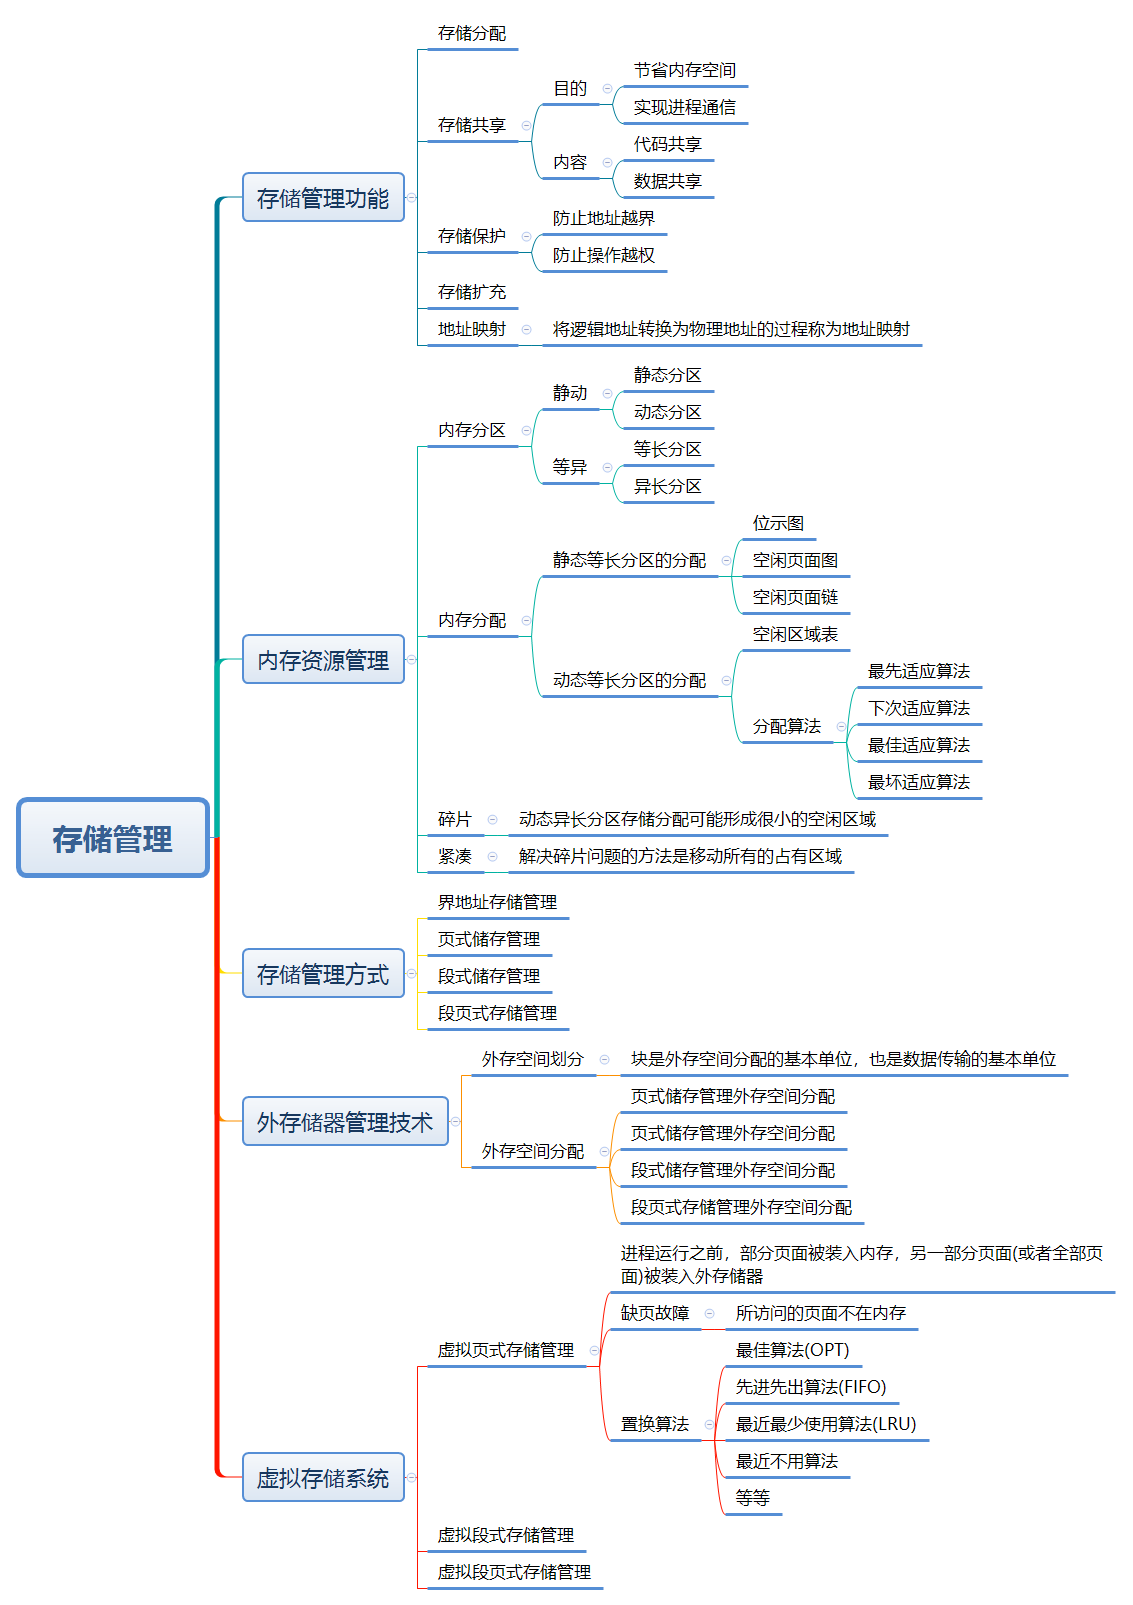 存储管理
存储管理功能
存储分配
存储共享
目的
节省内存空间
实现进程通信
内容
代码共享
数据共享
存储保护
防止地址越界
防止操作越权
存储扩充
地址映射
将逻辑地址转换为物理地址的过程称为地址映射
内存资源管理
内存分区
静动
静态分区
动态分区
等异
等长分区
异长分区
内存分配
静态等长分区的分配
位示图
空闲页面图
空闲页面链
动态等长分区的分配
空闲区域表
分配算法
最先适应算法
下次适应算法
最佳适应算法
最坏适应算法
碎片
动态异长分区存储分配可能形成很小的空闲区域
紧凑
解决碎片问题的方法是移动所有的占有区域
存储管理方式
界地址存储管理
页式储存管理
段式储存管理
段页式存储管理
外存储器管理技术
外存空间划分
块是外存空间分配的基本单位，也是数据传输的基本单位
外存空间分配
页式储存管理外存空间分配
页式储存管理外存空间分配
段式储存管理外存空间分配
段页式存储管理外存空间分配
虚拟存储系统
虚拟页式存储管理
进程运行之前，部分页面被装入内存，另一部分页面(或者全部页
面)被装入外存储器
缺页故障
所访问的页面不在内存
置换算法
最佳算法(OPT)
先进先出算法(FIFO)
最近最少使用算法(LRU)
最近不用算法
等等
虚拟段式存储管理
虚拟段页式存储管理